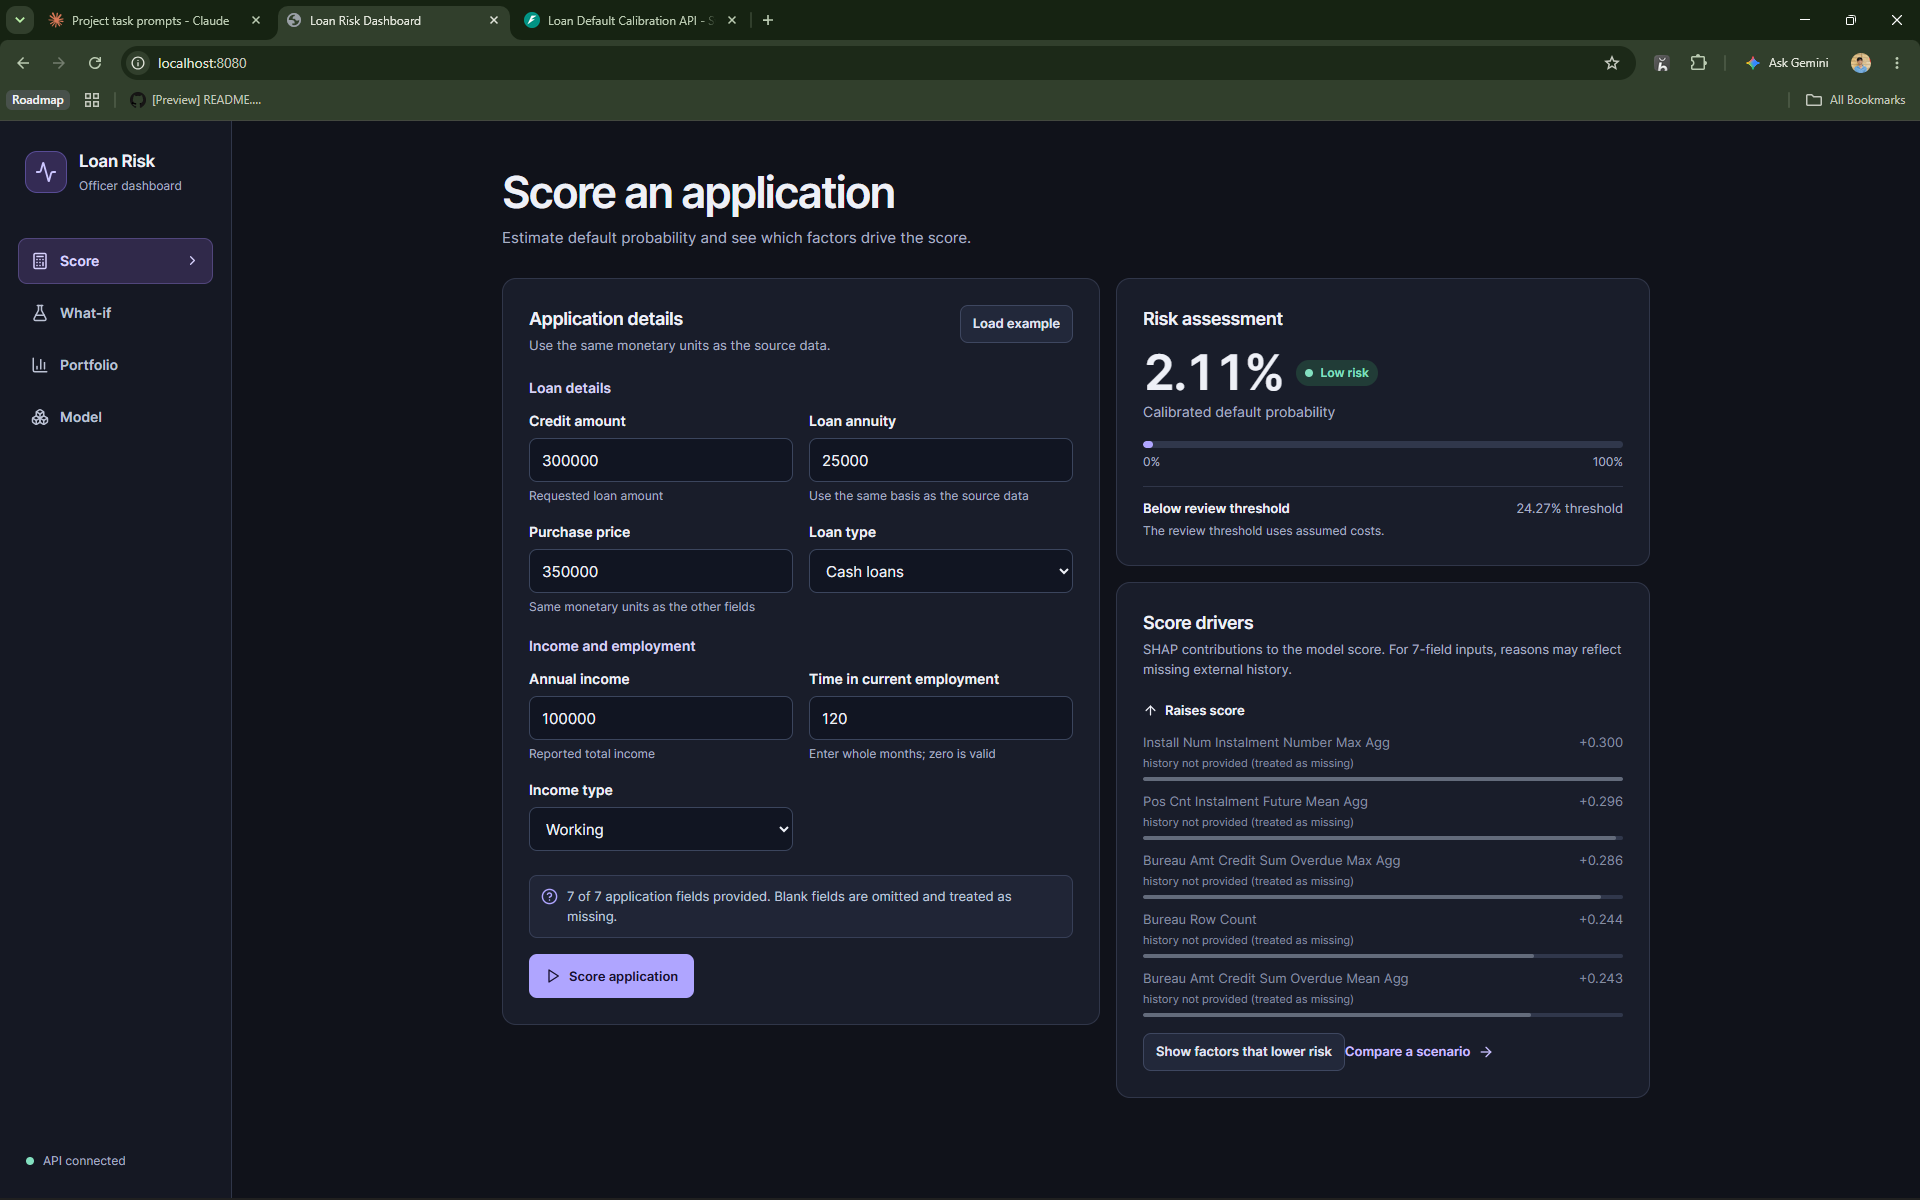 Project task prompts - Claude
Loan Risk Dashboard
Loan Default Calibration API - S
localhost:8080
Ask Gemini
Roadmap
[Preview] README....
All Bookmarks
Loan Risk
Officer dashboard
Score
What-if
Portfolio
Model
API connected
Score an application
Estimate default probability and see which factors drive the score.
Application details
Use the same monetary units as the source data.
Load example
Loan details
Credit amount
300000
Requested loan amount
Loan annuity
25000
Use the same basis as the source data
Purchase price
350000
Same monetary units as the other fields
Loan type
Cash loans
Income and employment
Annual income
100000
Reported total income
Time in current employment
120
Enter whole months; zero is valid
Income type
Working
7 of 7 application fields provided. Blank fields are omitted and treated as
missing.
Score application
Risk assessment
2.11%
Low risk
Calibrated default probability
0%
100%
Below review threshold
24.27% threshold
The review threshold uses assumed costs.
Score drivers
SHAP contributions to the model score. For 7-field inputs, reasons may reflect
missing external history.
Raises score
Install Num Instalment Number Max Agg
+0.300
history not provided (treated as missing)
Pos Cnt Instalment Future Mean Agg
+0.296
history not provided (treated as missing)
Bureau Amt Credit Sum Overdue Max Agg
+0.286
history not provided (treated as missing)
Bureau Row Count
+0.244
history not provided (treated as missing)
Bureau Amt Credit Sum Overdue Mean Agg
+0.243
history not provided (treated as missing)
Show factors that lower risk
Compare a scenario